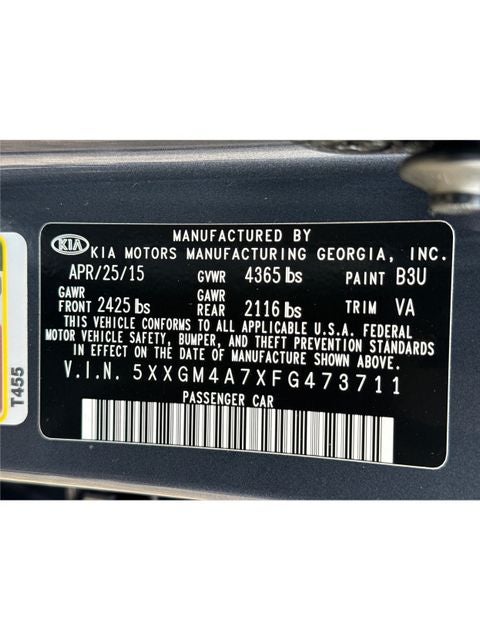 MANUFACTURED BY
KIA KIA MOTORS MANUFACTURING GEORGIA, INC.
APR/25/15 GVWR 4365 lbs PAINT B3U
GAWR FRONT 2425 lbs GAWR REAR 2116 lbs TRIM VA
THIS VEHICLE CONFORMS TO ALL APPLICABLE U.S.A. FEDERAL
MOTOR VEHICLE SAFETY, BUMPER, AND THEFT PREVENTION STANDARDS
IN EFFECT ON THE DATE OF MANUFACTURE SHOWN ABOVE.
V.I.N. 5XXGM4A7XFG473711
PASSENGER CAR
T455